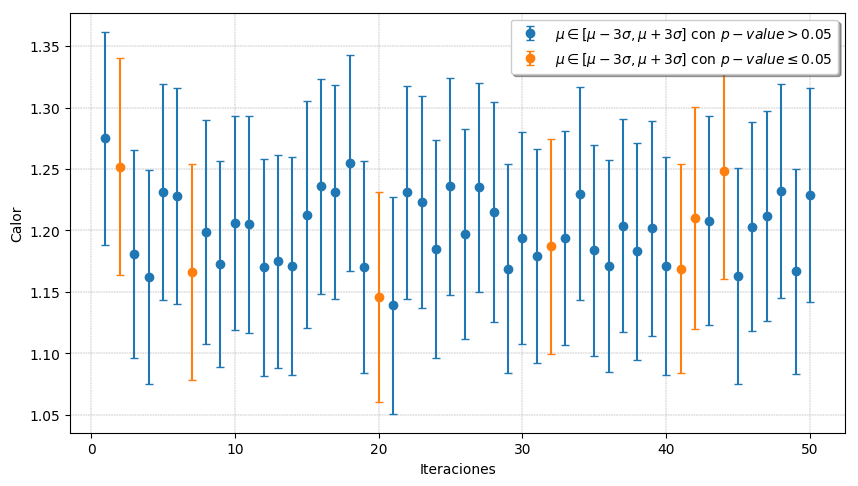 μ ∈ [μ − 3σ, μ + 3σ] con p − value > 0.05
μ ∈ [μ − 3σ, μ + 3σ] con p − value ≤ 0.05
1.35
1.30
1.25
1.20
1.15
1.10
1.05
Calor
0 10 20 30 40 50
Iteraciones